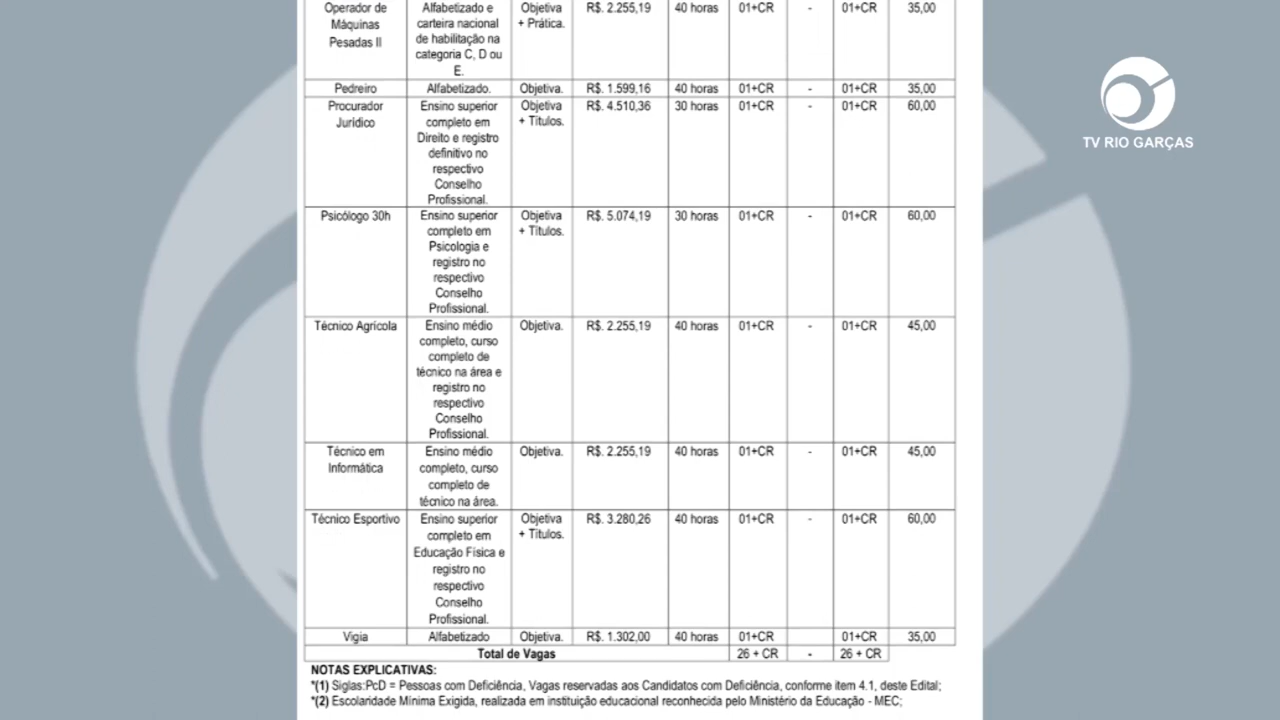 Operador de Máquinas Pesadas II | Alfabetizado e carteira nacional de habilitação na categoria C, D ou E. | Objetiva + Prática. | R$. 2.255,19 | 40 horas | 01+CR | - | 01+CR | 35,00
Pedreiro | Alfabetizado. | Objetiva. | R$. 1.599,16 | 40 horas | 01+CR | - | 01+CR | 35,00
Procurador Jurídico | Ensino superior completo em Direito e registro definitivo no respectivo Conselho Profissional. | Objetiva + Títulos. | R$. 4.510,36 | 30 horas | 01+CR | - | 01+CR | 60,00
Psicólogo 30h | Ensino superior completo em Psicologia e registro no respectivo Conselho Profissional. | Objetiva + Títulos. | R$. 5.074,19 | 30 horas | 01+CR | - | 01+CR | 60,00
Técnico Agrícola | Ensino médio completo, curso completo de técnico na área e registro no respectivo Conselho Profissional. | Objetiva. | R$. 2.255,19 | 40 horas | 01+CR | - | 01+CR | 45,00
Técnico em Informática | Ensino médio completo, curso completo de técnico na área. | Objetiva. | R$. 2.255,19 | 40 horas | 01+CR | - | 01+CR | 45,00
Técnico Esportivo | Ensino superior completo em Educação Física e registro no respectivo Conselho Profissional. | Objetiva + Títulos. | R$. 3.280,26 | 40 horas | 01+CR | - | 01+CR | 60,00
Vigia | Alfabetizado | Objetiva. | R$. 1.302,00 | 40 horas | 01+CR | | 01+CR | 35,00
Total de Vagas | 26 + CR | - | 26 + CR
NOTAS EXPLICATIVAS:
*(1) Siglas:PcD = Pessoas com Deficiência, Vagas reservadas aos Candidatos com Deficiência, conforme item 4.1, deste Edital;
*(2) Escolaridade Mínima Exigida, realizada em instituição educacional reconhecida pelo Ministério da Educação - MEC;
TV RIO GARÇAS